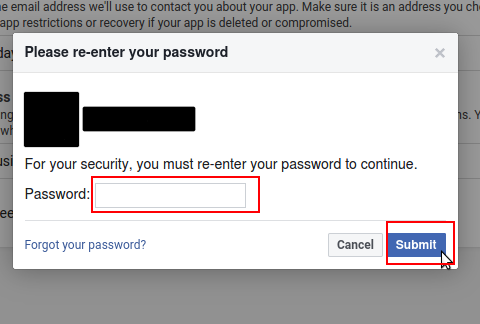 e email address we'll use to contact you about your app. Make sure it is an address you che
app restrictions or recovery if your app is deleted or compromised.
Please re-enter your password
×
For your security, you must re-enter your password to continue.
Password:
Forgot your password?
Cancel
Submit